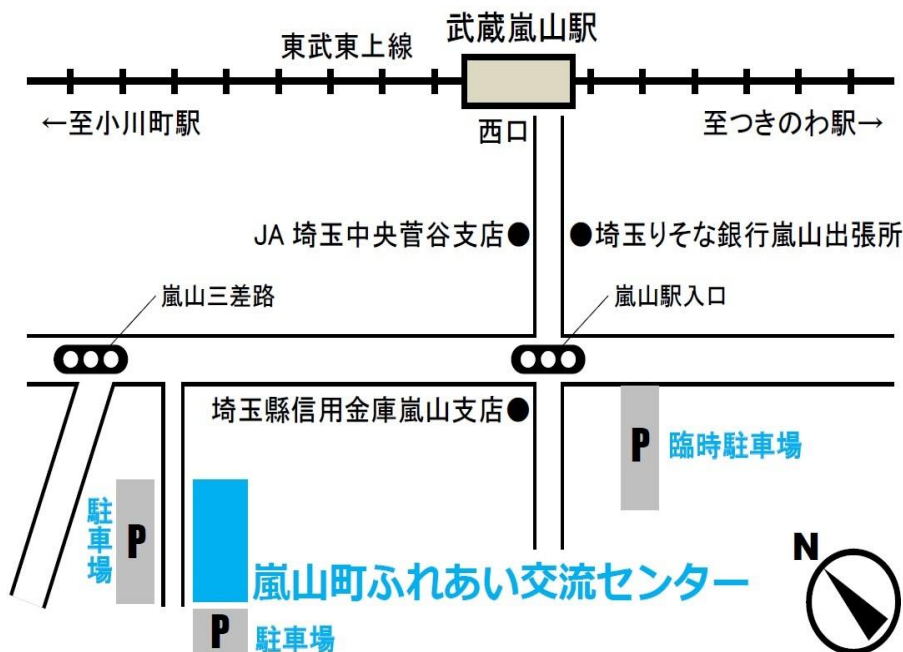 武蔵嵐山駅
東武東上線
←至小川町駅
西口
至つきのわ駅→
JA 埼玉中央菅谷支店●
●埼玉りそな銀行嵐山出張所
嵐山三差路
嵐山駅入口
埼玉縣信用金庫嵐山支店●
P
臨時駐車場
駐車場
P
嵐山町ふれあい交流センター
P
駐車場
N